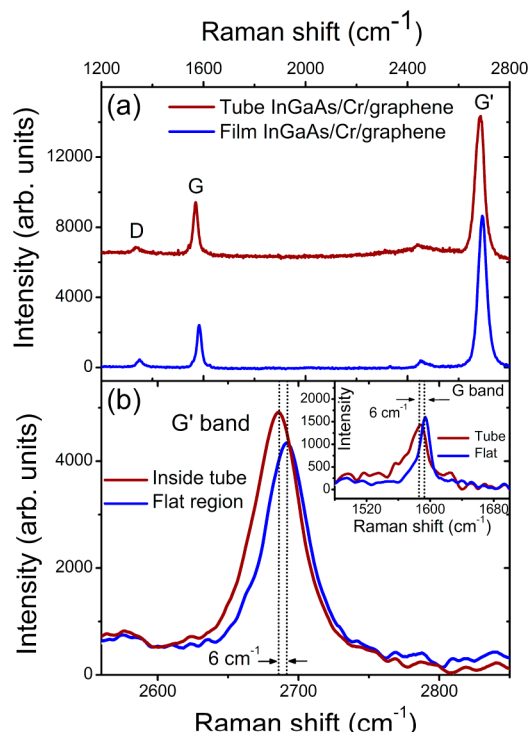 Raman shift (cm⁻¹)
1200 1600 2000 2400 2800
(a)
Tube InGaAs/Cr/graphene
Film InGaAs/Cr/graphene
G'
G
D
Intensity (arb. units)
12000
8000
4000
0
(b)
G' band
Inside tube
Flat region
6 cm⁻¹
Intensity (arb. units)
4000
2000
0
2600 2700 2800
Raman shift (cm⁻¹)
G band
6 cm⁻¹
Tube
Flat
Intensity
2000
1500
1000
500
0
1520 1600 1680
Raman shift (cm⁻¹)